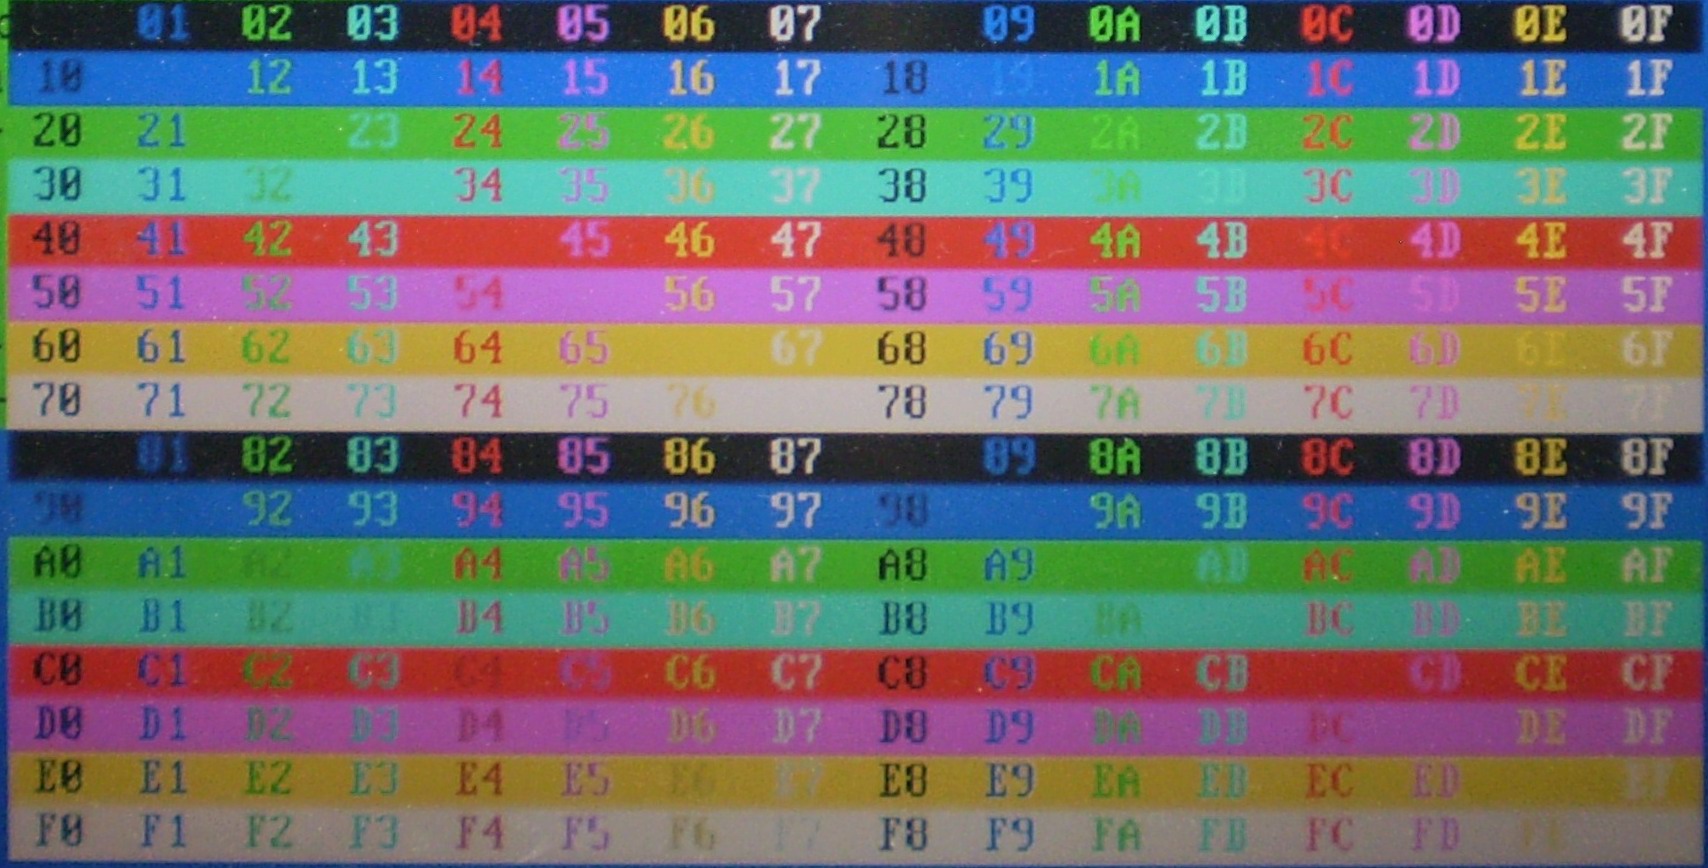 01 02 03 04 05 06 07 09 0A 0B 0C 0D 0E 0F
10 12 13 14 15 16 17 18 19 1A 1B 1C 1D 1E 1F
20 21 23 24 25 26 27 28 29 2A 2B 2C 2D 2E 2F
30 31 32 34 35 36 37 38 39 3A 3B 3C 3D 3E 3F
40 41 42 43 45 46 47 48 49 4A 4B 4C 4D 4E 4F
50 51 52 53 54 56 57 58 59 5A 5B 5C 5D 5E 5F
60 61 62 63 64 65 67 68 69 6A 6B 6C 6D 6E 6F
70 71 72 73 74 75 76 78 79 7A 7B 7C 7D 7E 7F
81 82 83 84 85 86 87 89 8A 8B 8C 8D 8E 8F
90 92 93 94 95 96 97 98 9A 9B 9C 9D 9E 9F
A0 A1 A2 A3 A4 A5 A6 A7 A8 A9 AB AC AD AE AF
B0 B1 B2 B3 B4 B5 B6 B7 B8 B9 BA BC BD BE BF
C0 C1 C2 C3 C4 C5 C6 C7 C8 C9 CA CB CD CE CF
D0 D1 D2 D3 D4 D5 D6 D7 D8 D9 DA DB DC DE DF
E0 E1 E2 E3 E4 E5 E6 E7 E8 E9 EA EB EC ED EF
F0 F1 F2 F3 F4 F5 F6 F7 F8 F9 FA FB FC FD FE